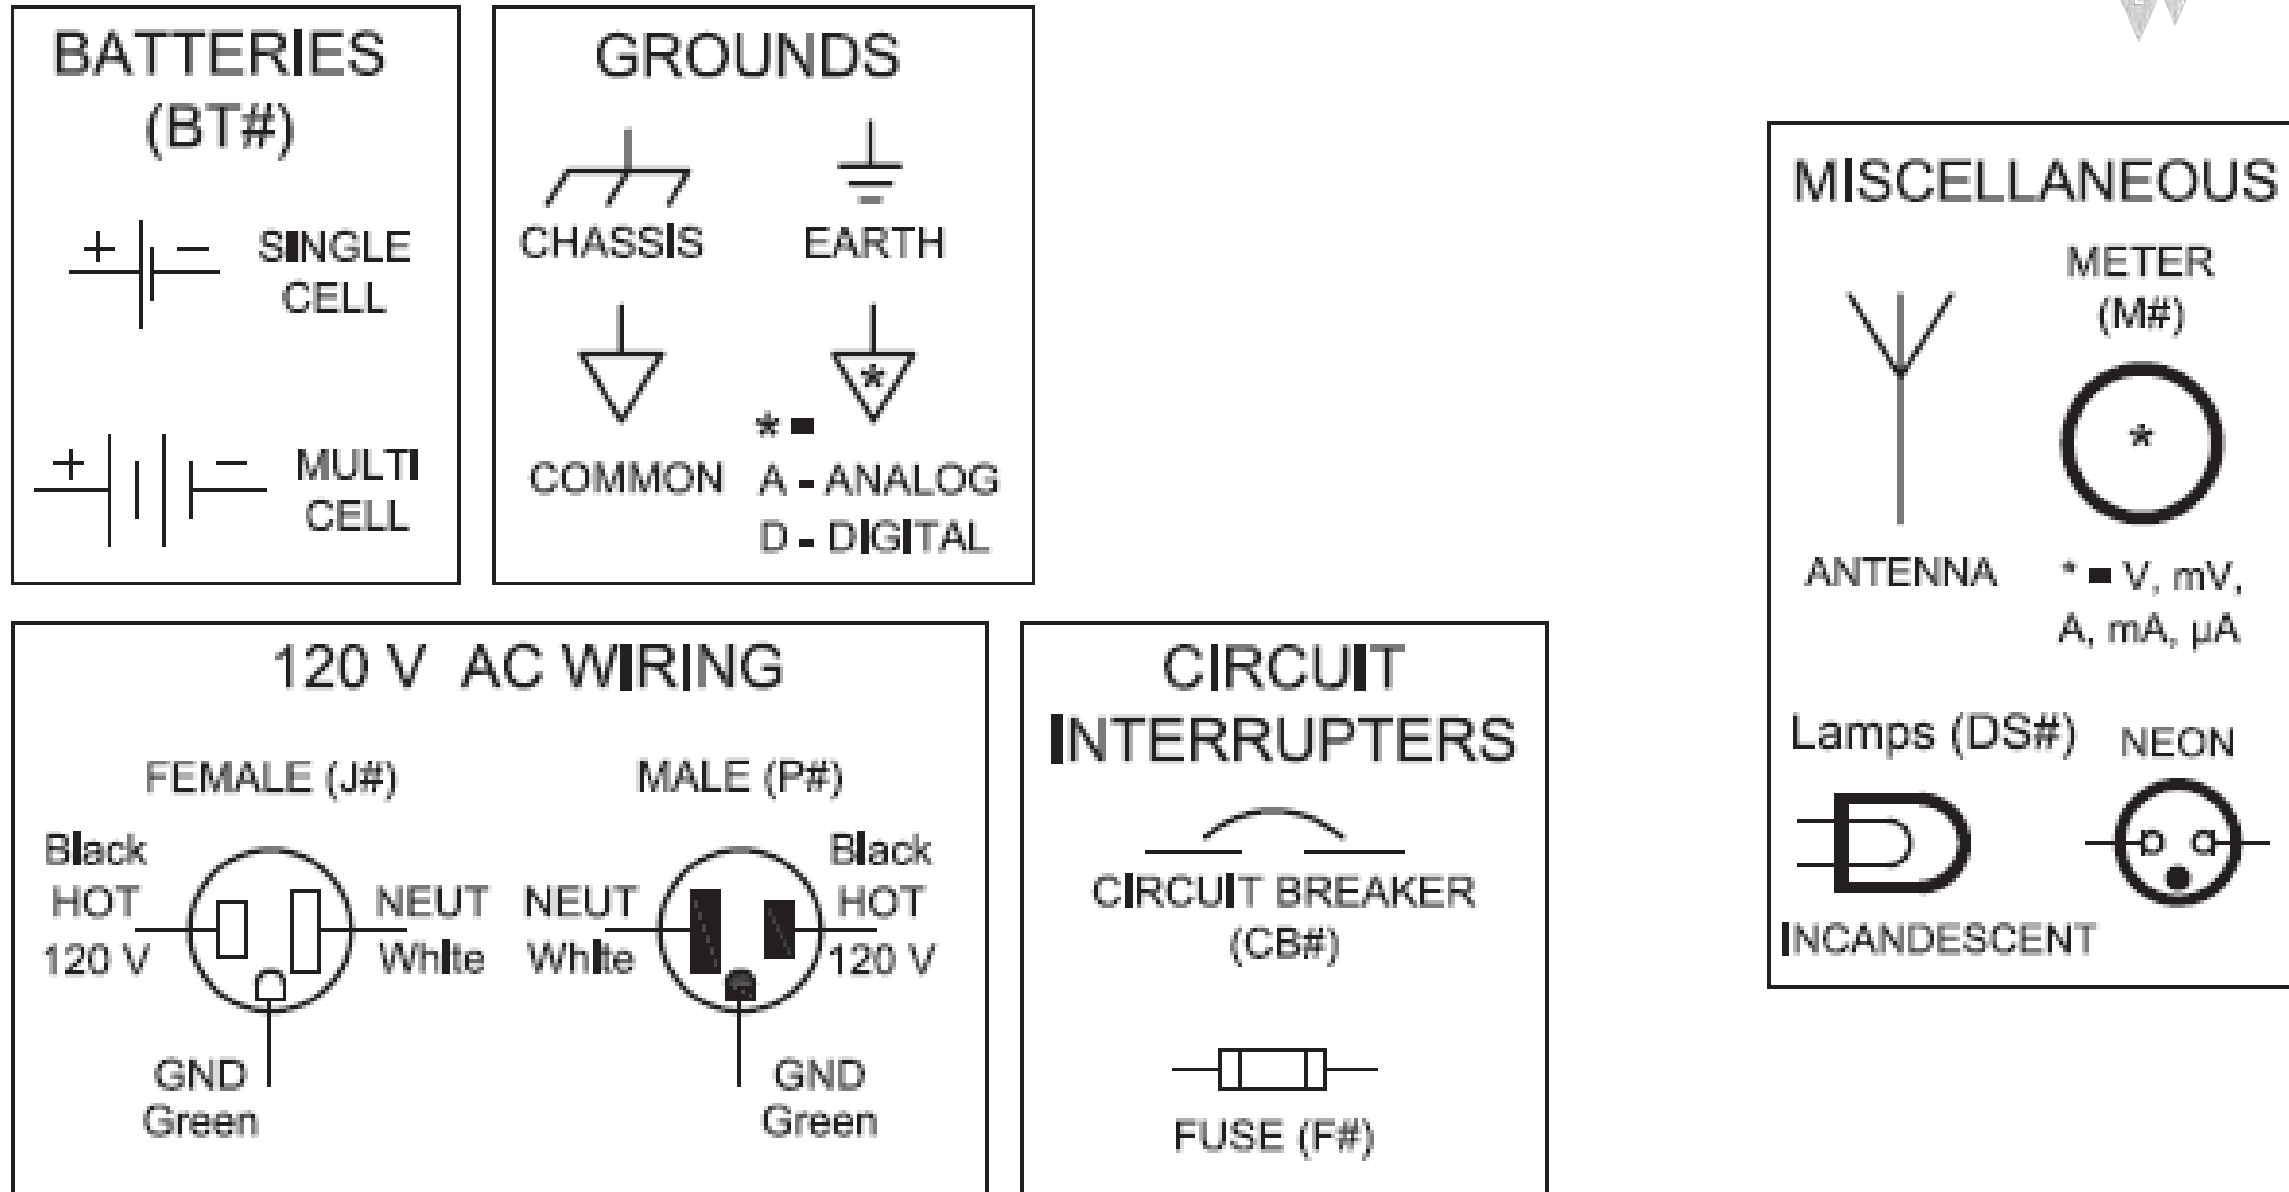 BATTERIES
(BT#)
+ − SINGLE
CELL
+ − MULTI
CELL
GROUNDS
CHASSIS EARTH
*
* =
COMMON A - ANALOG
D - DIGITAL
MISCELLANEOUS
METER
(M#)
*
ANTENNA * = V, mV,
A, mA, µA
Lamps (DS#) NEON
INCANDESCENT
120 V AC WIRING
FEMALE (J#) MALE (P#)
Black Black
HOT NEUT NEUT HOT
120 V White White 120 V
GND GND
Green Green
CIRCUIT
INTERRUPTERS
CIRCUIT BREAKER
(CB#)
FUSE (F#)